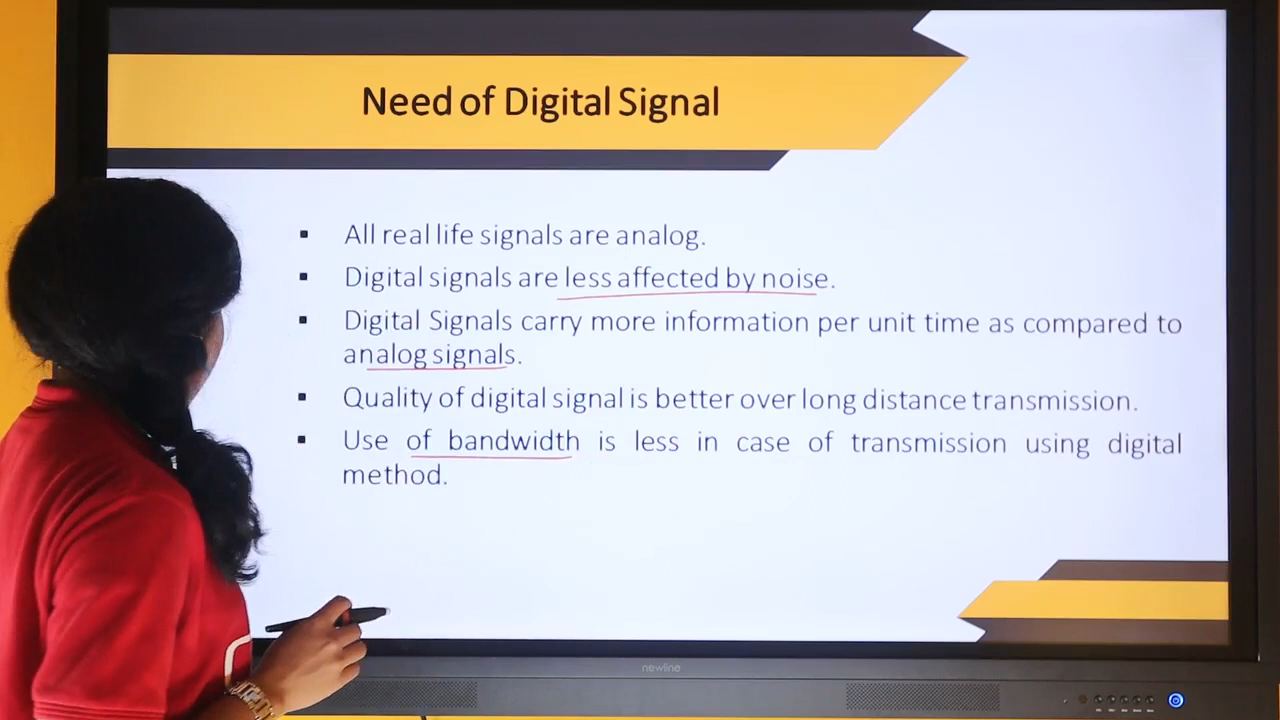 Need of Digital Signal
▪ All real life signals are analog.
▪ Digital signals are less affected by noise.
▪ Digital Signals carry more information per unit time as compared to
analog signals.
▪ Quality of digital signal is better over long distance transmission.
▪ Use of bandwidth is less in case of transmission using digital
method.
newline